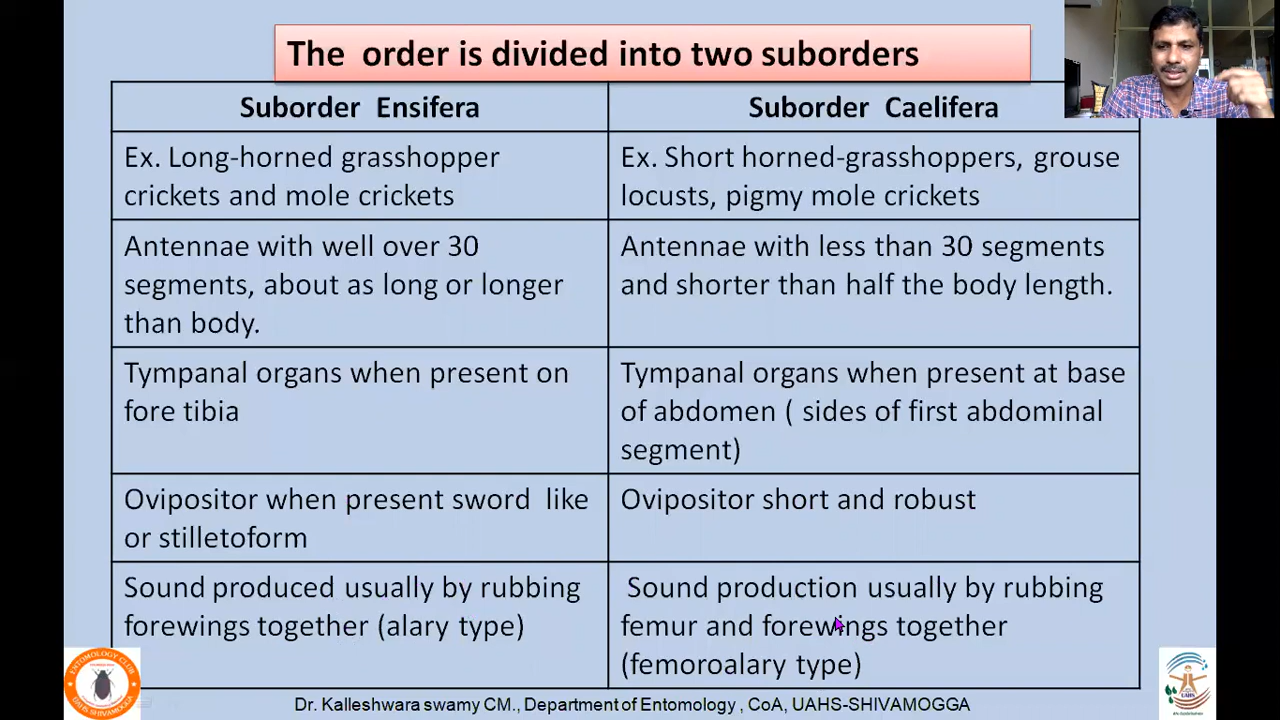 The order is divided into two suborders
Suborder Ensifera
Suborder Caelifera
Ex. Long-horned grasshopper
crickets and mole crickets
Ex. Short horned-grasshoppers, grouse
locusts, pigmy mole crickets
Antennae with well over 30
segments, about as long or longer
than body.
Antennae with less than 30 segments
and shorter than half the body length.
Tympanal organs when present on
fore tibia
Tympanal organs when present at base
of abdomen ( sides of first abdominal
segment)
Ovipositor when present sword like
or stilletoform
Ovipositor short and robust
Sound produced usually by rubbing
forewings together (alary type)
Sound production usually by rubbing
femur and forewings together
(femoroalary type)
ENTOMOLOGY CLUB
UAHS SHIVAMOGGA
Dr. Kalleshwara swamy CM., Department of Entomology , CoA, UAHS-SHIVAMOGGA
UAHS